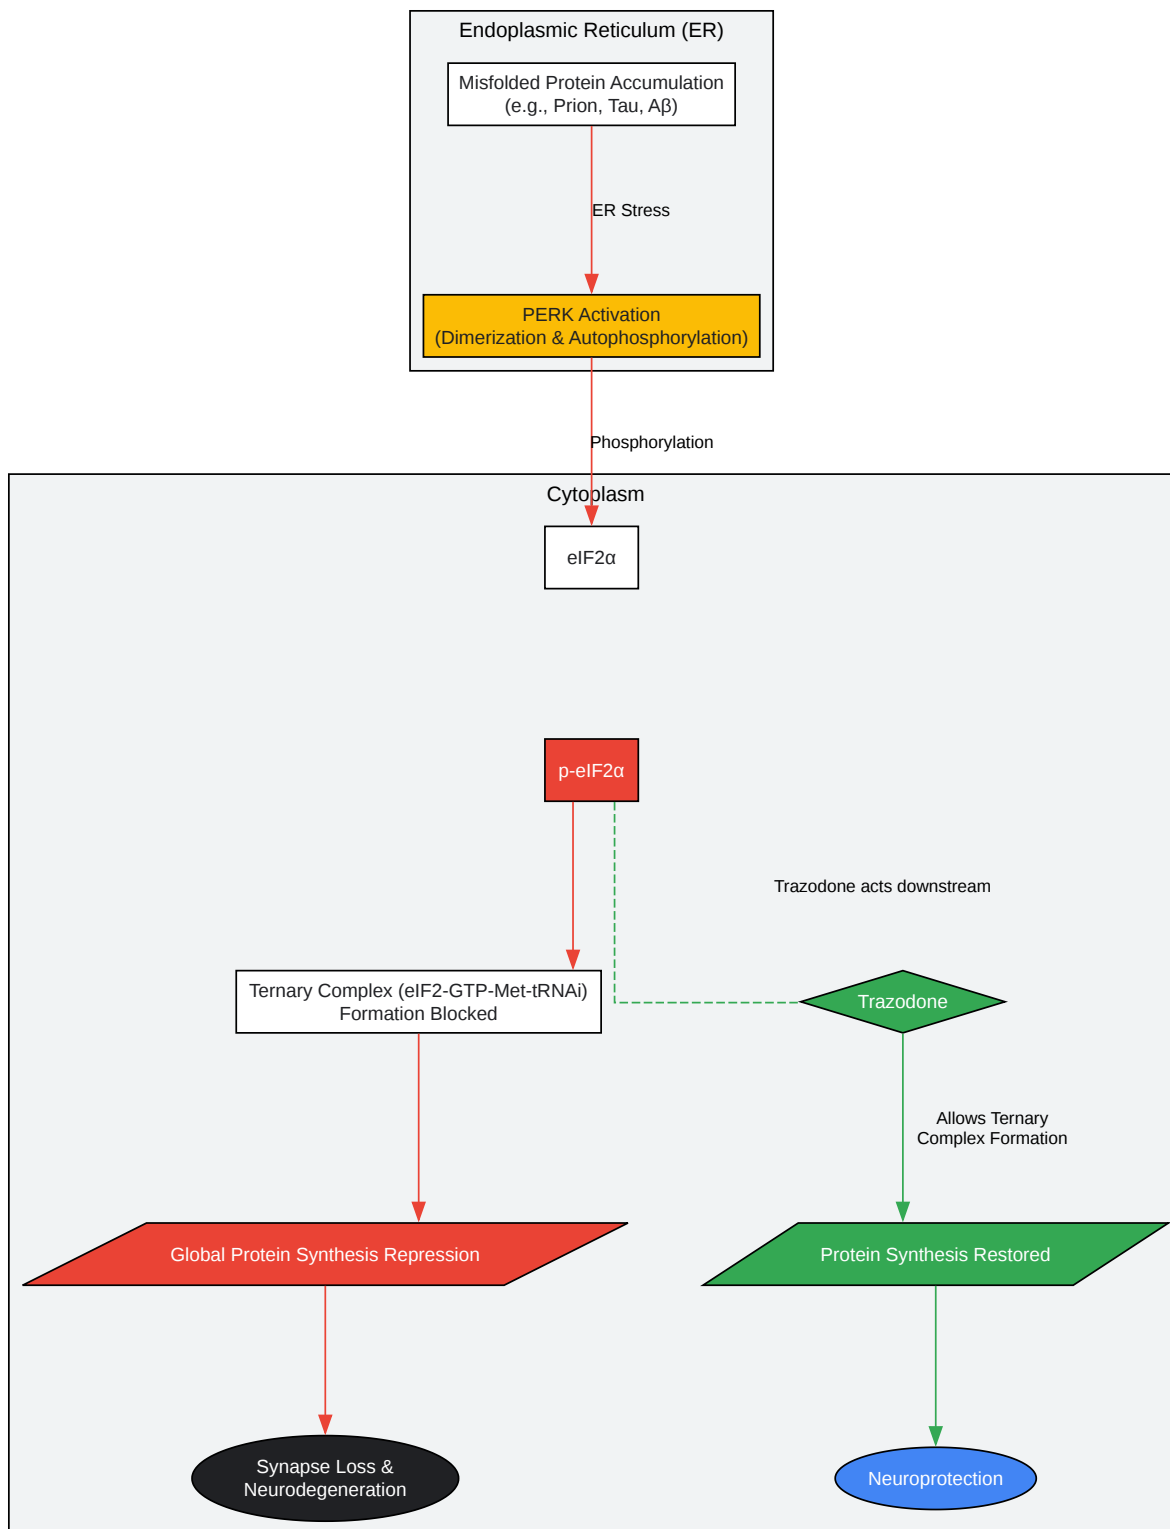 Endoplasmic Reticulum (ER)
Misfolded Protein Accumulation
(e.g., Prion, Tau, Aβ)
ER Stress
PERK Activation
(Dimerization & Autophosphorylation)
Phosphorylation
Cytoplasm
eIF2α
p-eIF2α
Trazodone acts downstream
Ternary Complex (eIF2-GTP-Met-tRNAi)
Formation Blocked
Trazodone
Allows Ternary
Complex Formation
Global Protein Synthesis Repression
Protein Synthesis Restored
Synapse Loss &
Neurodegeneration
Neuroprotection